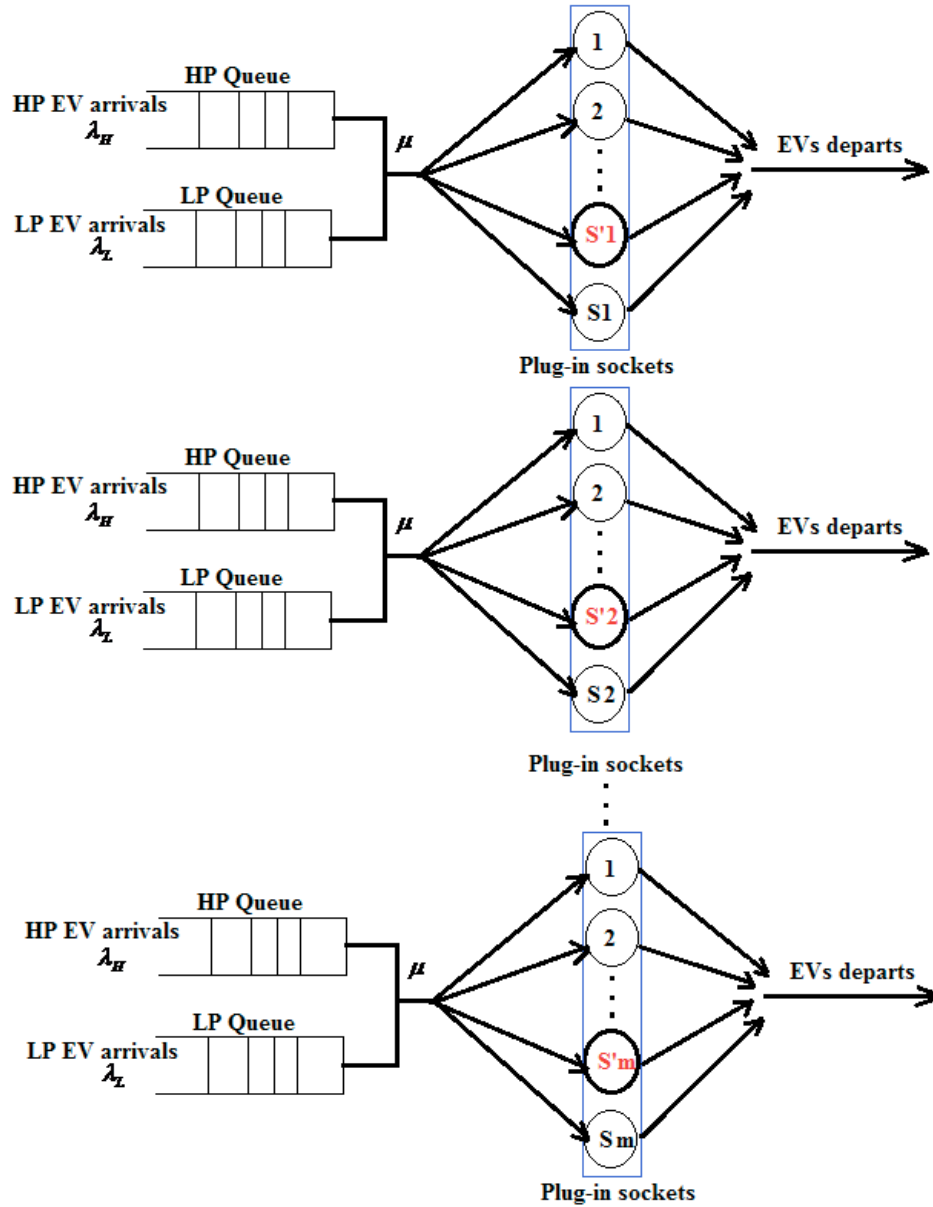 1
HP Queue
HP EV arrivals
λH
2
μ
EVs departs
LP Queue
LP EV arrivals
λL
S'1
S1
Plug-in sockets
1
HP Queue
HP EV arrivals
λH
2
μ
EVs departs
LP Queue
LP EV arrivals
λL
S'2
S2
Plug-in sockets
1
HP Queue
HP EV arrivals
λH
2
μ
EVs departs
LP Queue
LP EV arrivals
λL
S'm
Sm
Plug-in sockets